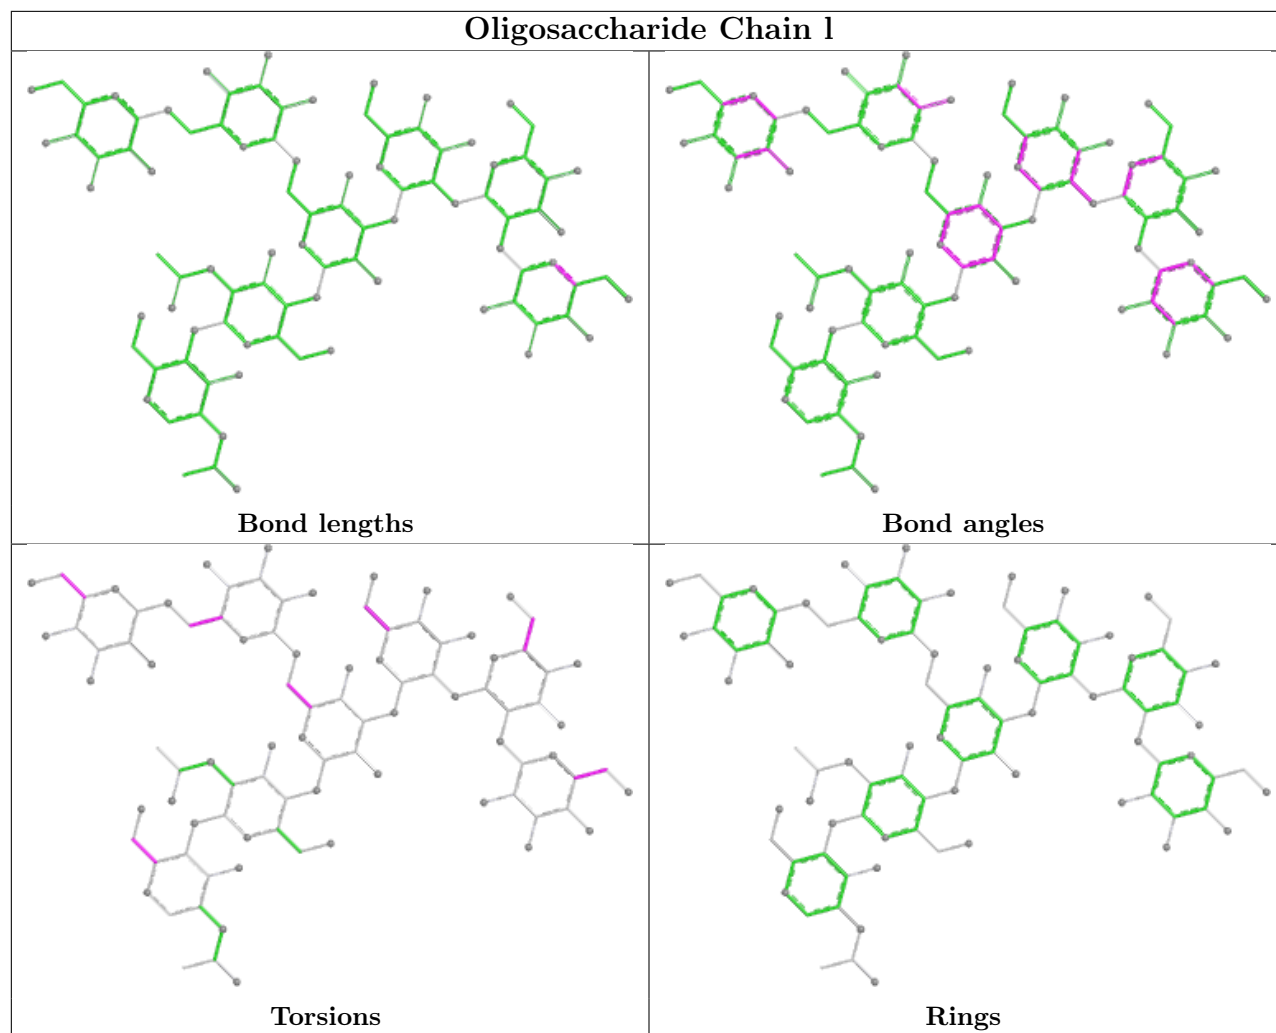 Oligosaccharide Chain l
Bond lengths
Bond angles
Torsions
Rings